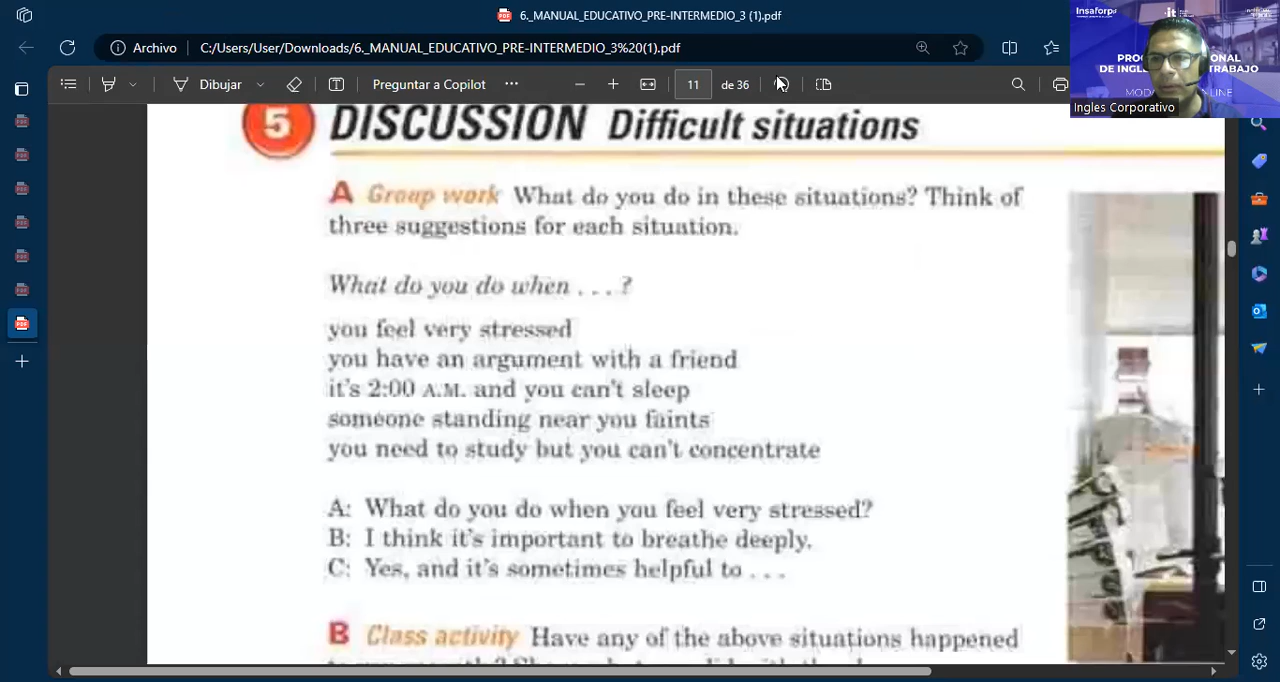 6._MANUAL_EDUCATIVO_PRE-INTERMEDIO_3 (1).pdf
Archivo C:/Users/User/Downloads/6._MANUAL_EDUCATIVO_PRE-INTERMEDIO_3%20(1).pdf
Dibujar Preguntar a Copilot 11 de 36
Insaforp
Ingles Corporativo
5 DISCUSSION Difficult situations
A Group work What do you do in these situations? Think of
three suggestions for each situation.
What do you do when . . . ?
you feel very stressed
you have an argument with a friend
it's 2:00 A.M. and you can't sleep
someone standing near you faints
you need to study but you can't concentrate
A: What do you do when you feel very stressed?
B: I think it's important to breathe deeply.
C: Yes, and it's sometimes helpful to . . .
B Class activity Have any of the above situations happened